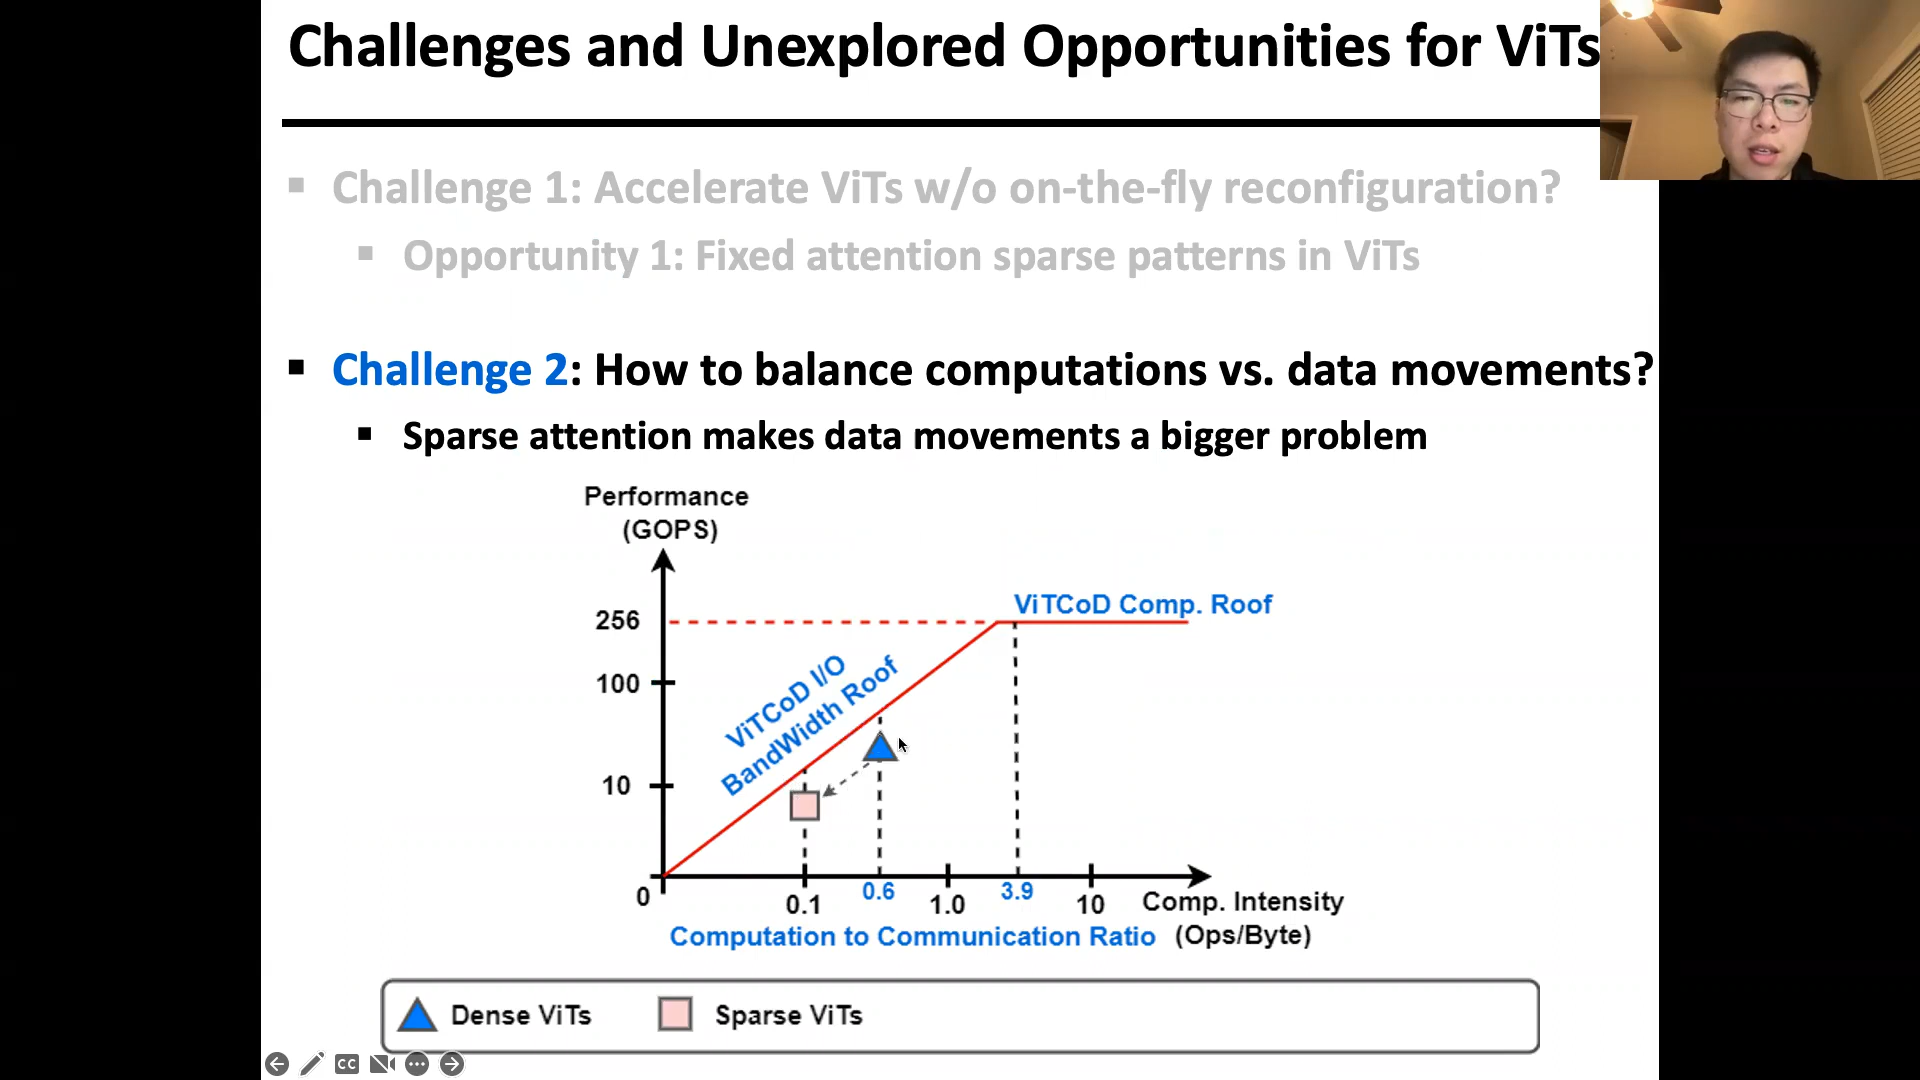 Challenges and Unexplored Opportunities for ViTs
▪ Challenge 1: Accelerate ViTs w/o on-the-fly reconfiguration?
▪ Opportunity 1: Fixed attention sparse patterns in ViTs
▪ Challenge 2: How to balance computations vs. data movements?
▪ Sparse attention makes data movements a bigger problem
Performance
(GOPS)
256
100
10
0
ViTCoD I/O
BandWidth Roof
ViTCoD Comp. Roof
0.1
0.6
1.0
3.9
10
Comp. Intensity
(Ops/Byte)
Computation to Communication Ratio
Dense ViTs
Sparse ViTs
CC